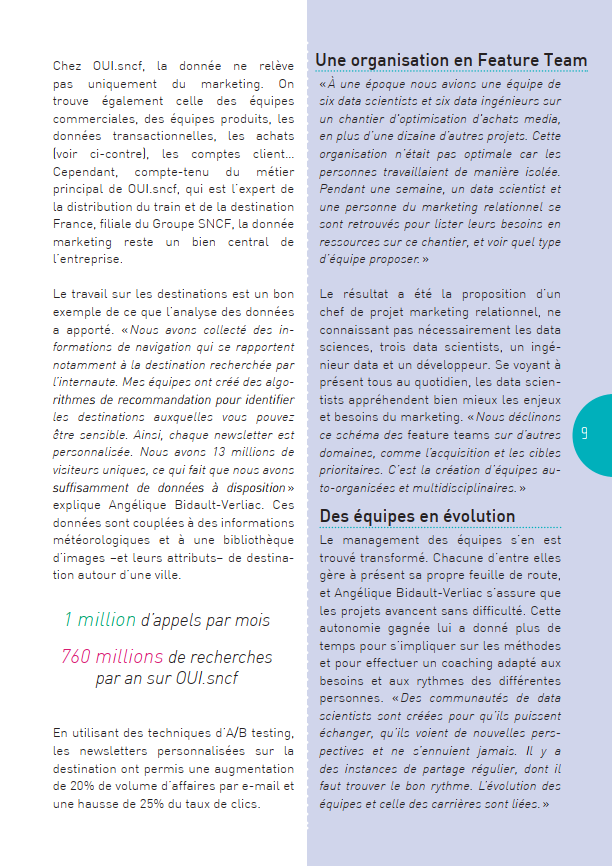 Chez OUI.sncf, la donnée ne relève
pas uniquement du marketing. On
trouve également celle des équipes
commerciales, des équipes produits, les
données transactionnelles, les achats
(voir ci-contre), les comptes client...
Cependant, compte-tenu du métier
principal de OUI.sncf, qui est l'expert de
la distribution du train et de la destination
France, filiale du Groupe SNCF, la donnée
marketing reste un bien central de
l'entreprise.
Le travail sur les destinations est un bon
exemple de ce que l'analyse des données
a apporté. «Nous avons collecté des in-
formations de navigation qui se rapportent
notamment à la destination recherchée par
l'internaute. Mes équipes ont créé des algo-
rithmes de recommandation pour identifier
les destinations auxquelles vous pouvez
être sensible. Ainsi, chaque newsletter est
personnalisée. Nous avons 13 millions de
visiteurs uniques, ce qui fait que nous avons
suffisamment de données à disposition»
explique Angélique Bidault-Verliac. Ces
données sont couplées à des informations
météorologiques et à une bibliothèque
d'images –et leurs attributs– de destina-
tion autour d'une ville.
1 million d'appels par mois
760 millions de recherches
par an sur OUI.sncf
En utilisant des techniques d'A/B testing,
les newsletters personnalisées sur la
destination ont permis une augmentation
de 20% de volume d'affaires par e-mail et
une hausse de 25% du taux de clics.
Une organisation en Feature Team
«À une époque nous avions une équipe de
six data scientists et six data ingénieurs sur
un chantier d'optimisation d'achats media,
en plus d'une dizaine d'autres projets. Cette
organisation n'était pas optimale car les
personnes travaillaient de manière isolée.
Pendant une semaine, un data scientist et
une personne du marketing relationnel se
sont retrouvés pour lister leurs besoins en
ressources sur ce chantier, et voir quel type
d'équipe proposer.»
Le résultat a été la proposition d'un
chef de projet marketing relationnel, ne
connaissant pas nécessairement les data
sciences, trois data scientists, un ingé-
nieur data et un développeur. Se voyant à
présent tous au quotidien, les data scien-
tists appréhendent bien mieux les enjeux
et besoins du marketing. «Nous déclinons
ce schéma des feature teams sur d'autres
domaines, comme l'acquisition et les cibles
prioritaires. C'est la création d'équipes au-
to-organisées et multidisciplinaires.»
Des équipes en évolution
Le management des équipes s'en est
trouvé transformé. Chacune d'entre elles
gère à présent sa propre feuille de route,
et Angélique Bidault-Verliac s'assure que
les projets avancent sans difficulté. Cette
autonomie gagnée lui a donné plus de
temps pour s'impliquer sur les méthodes
et pour effectuer un coaching adapté aux
besoins et aux rythmes des différentes
personnes. «Des communautés de data
scientists sont créées pour qu'ils puissent
échanger, qu'ils voient de nouvelles pers-
pectives et ne s'ennuient jamais. Il y a
des instances de partage régulier, dont il
faut trouver le bon rythme. L'évolution des
équipes et celle des carrières sont liées.»
9